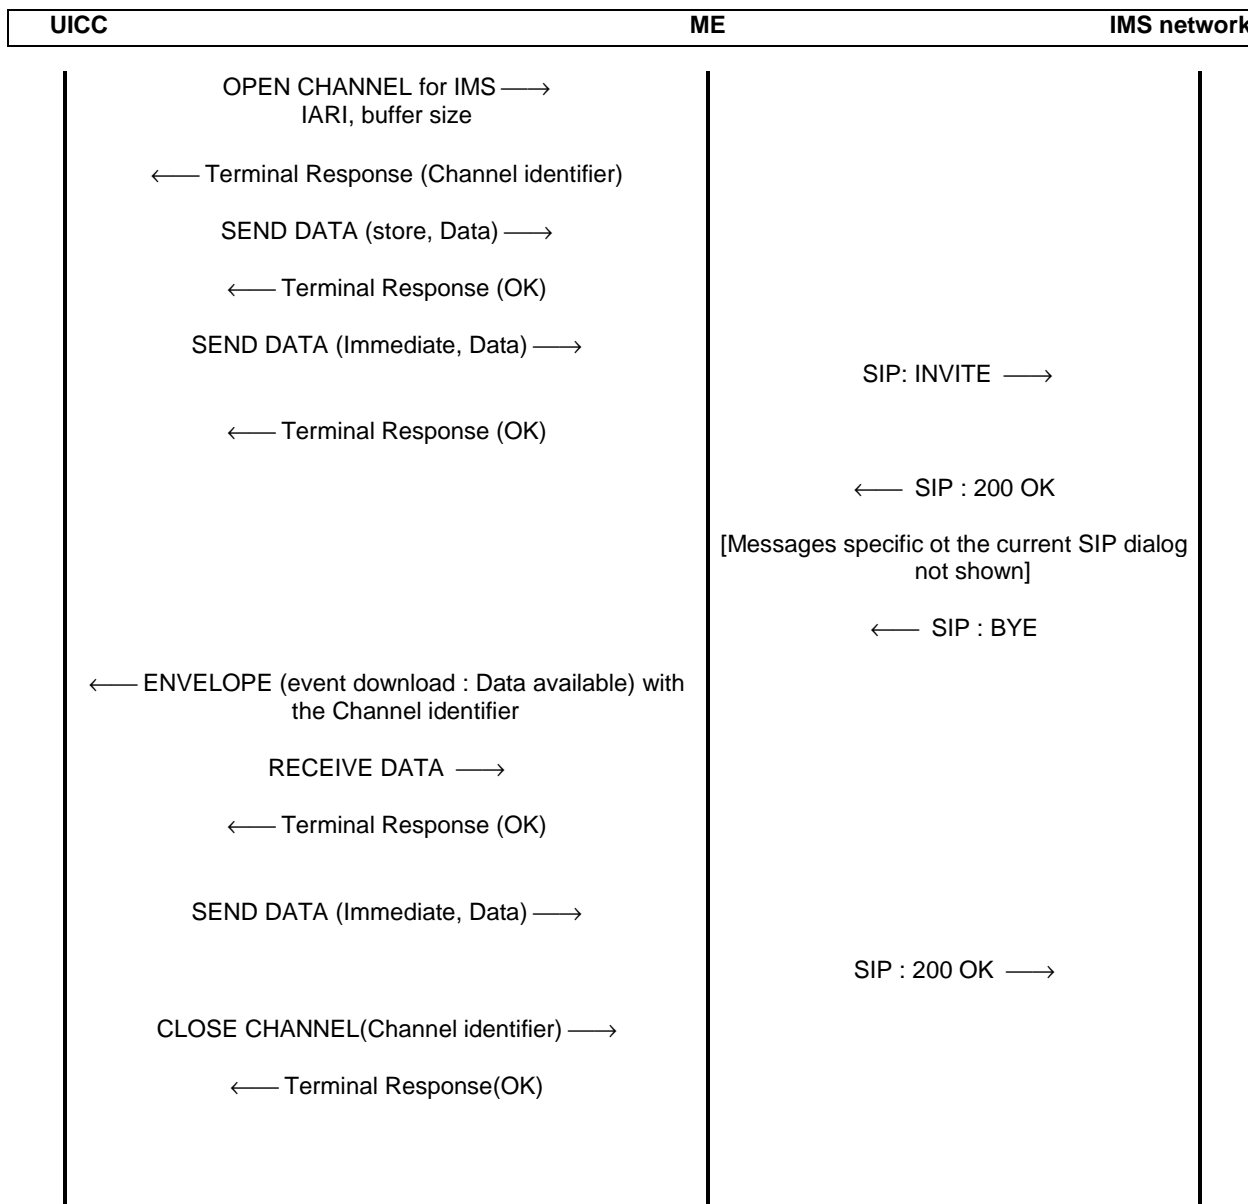 UICC ME IMS network
OPEN CHANNEL for IMS ⟶
IARI, buffer size
⟵ Terminal Response (Channel identifier)
SEND DATA (store, Data) ⟶
⟵ Terminal Response (OK)
SEND DATA (Immediate, Data) ⟶
SIP: INVITE ⟶
⟵ Terminal Response (OK)
⟵ SIP : 200 OK
[Messages specific ot the current SIP dialog
not shown]
⟵ SIP : BYE
⟵ ENVELOPE (event download : Data available) with
the Channel identifier
RECEIVE DATA ⟶
⟵ Terminal Response (OK)
SEND DATA (Immediate, Data) ⟶
SIP : 200 OK ⟶
CLOSE CHANNEL(Channel identifier) ⟶
⟵ Terminal Response(OK)